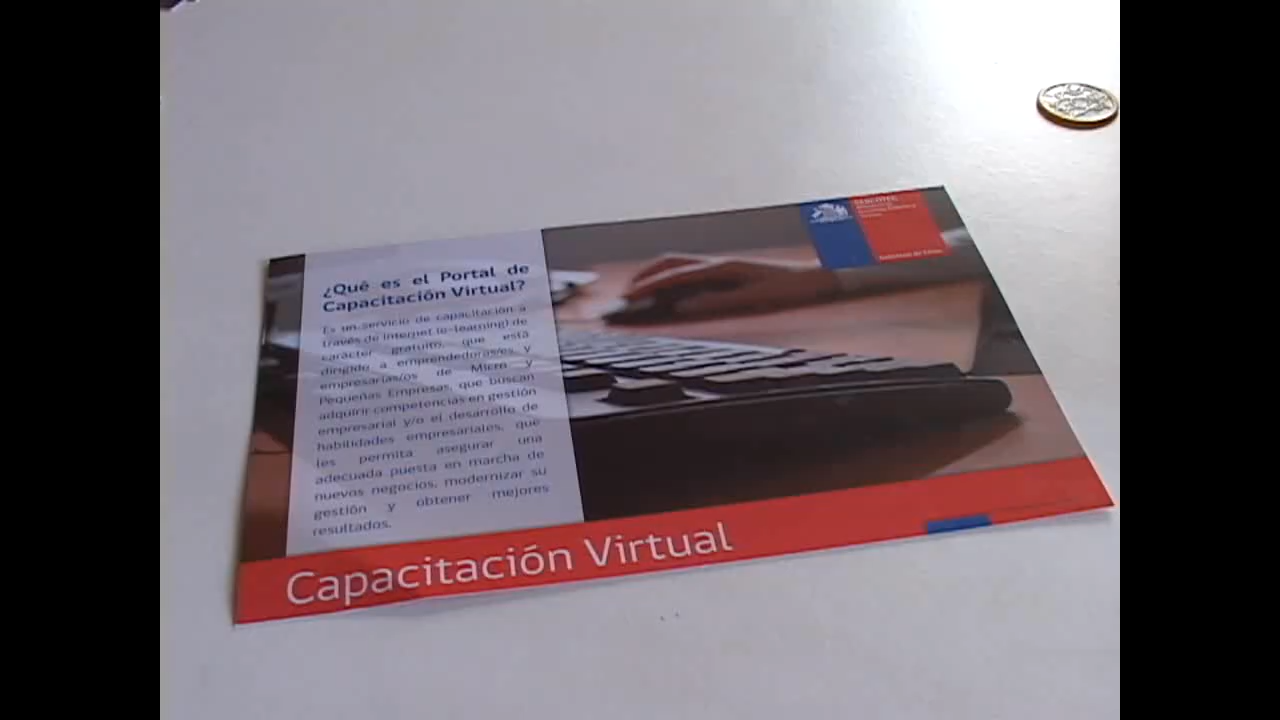 SERCOTEC
Gobierno de Chile
¿Qué es el Portal de
Capacitación Virtual?
Es un servicio de capacitación a
través de Internet (e-learning) de
carácter gratuito, que está
dirigido a emprendedoras/es y
empresarias/os de Micro y
Pequeñas Empresas, que buscan
adquirir competencias en gestión
empresarial y/o el desarrollo de
habilidades empresariales, que
les permita asegurar una
adecuada puesta en marcha de
nuevos negocios, modernizar su
gestión y obtener mejores
resultados.
Capacitación Virtual